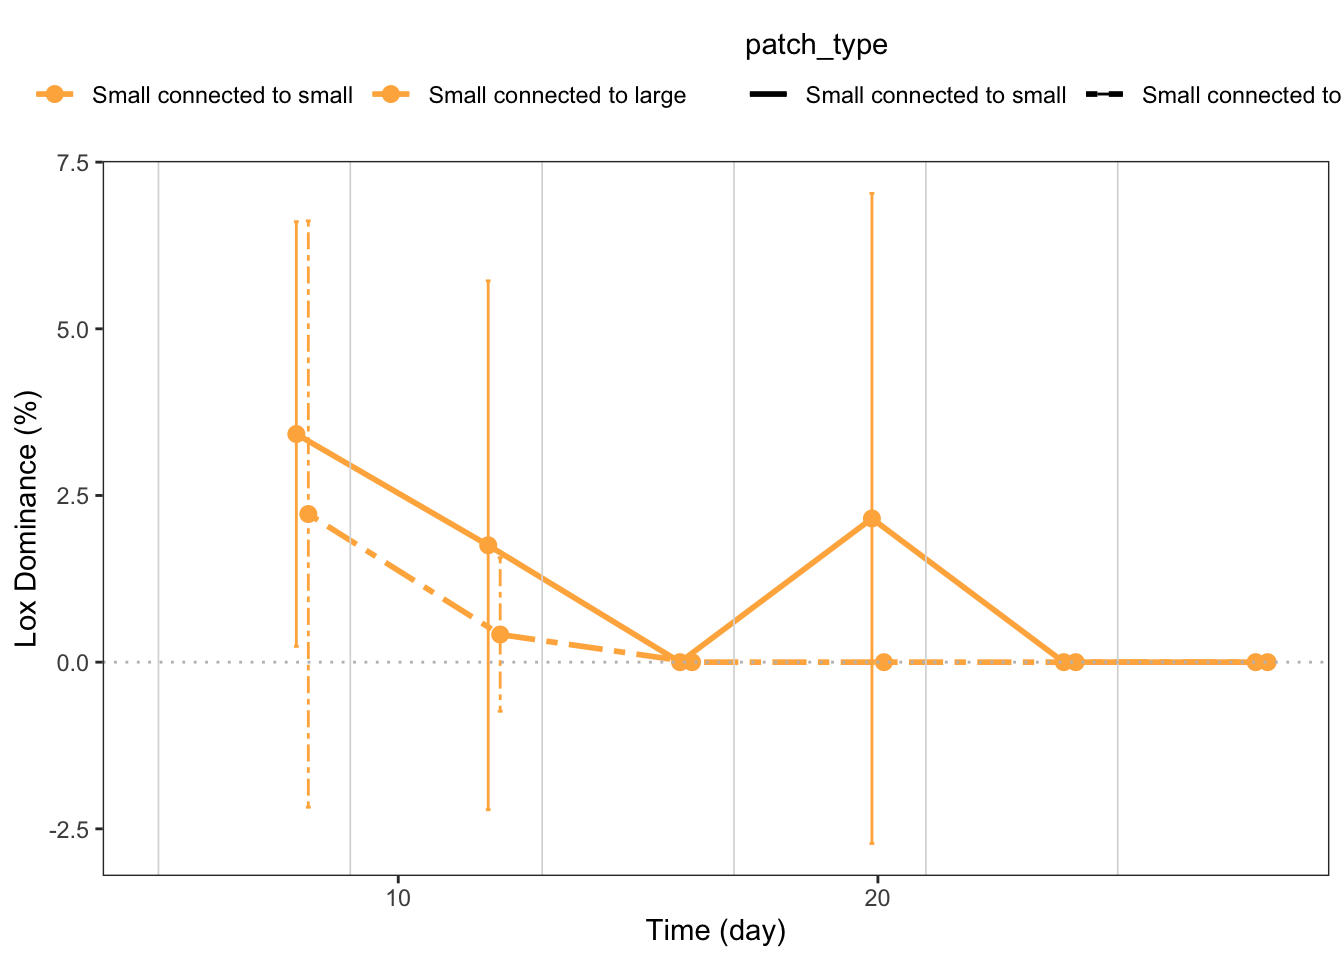 patch_type
Small connected to small Small connected to large Small connected to small Small connected to
7.5
5.0
2.5
0.0
-2.5
Lox Dominance (%)
10 20
Time (day)